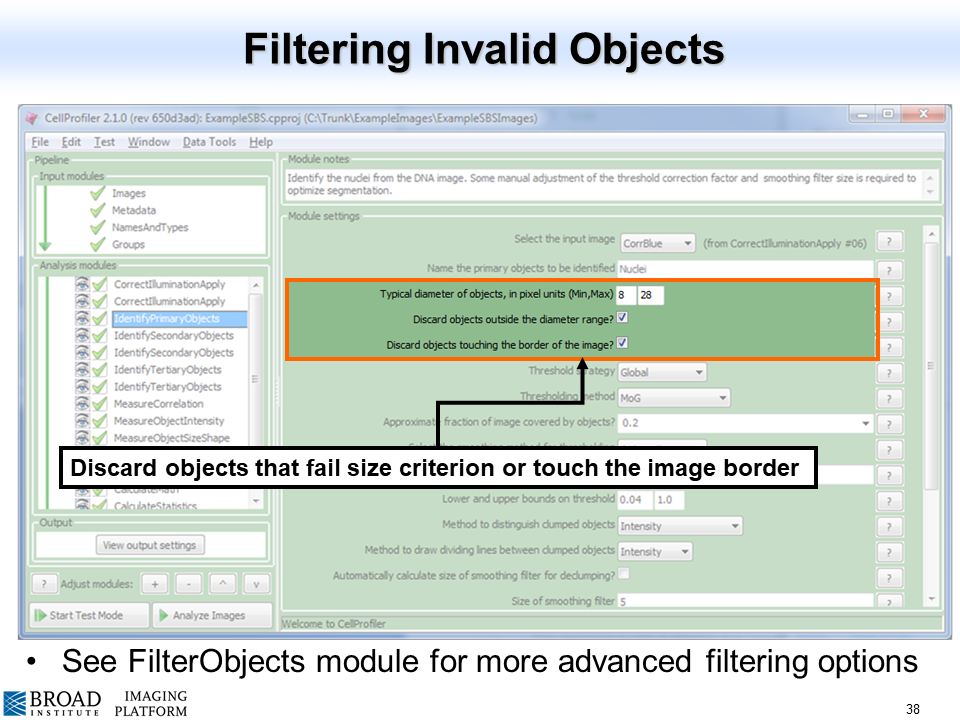 Filtering Invalid Objects
CellProfiler 2.1.0 (rev 650d3ad): ExampleSBS.cpproj (C:\Trunk\ExampleImages\ExampleSBSImages)
File Edit Test Window Data Tools Help
Pipeline
Input modules
Images
Metadata
NamesAndTypes
Groups
Analysis modules
CorrectIlluminationApply
CorrectIlluminationApply
IdentifyPrimaryObjects
IdentifySecondaryObjects
IdentifySecondaryObjects
IdentifyTertiaryObjects
IdentifyTertiaryObjects
MeasureCorrelation
MeasureObjectIntensity
MeasureObjectSizeShape
CalculateMath
CalculateStatistics
Output
View output settings
? Adjust modules: + - ^ v
Start Test Mode Analyze Images
Module notes
Identify the nuclei from the DNA image. Some manual adjustment of the threshold correction factor and smoothing filter size is required to
optimize segmentation.
Module settings
Select the input image CorrBlue (from CorrectIlluminationApply #06) ?
Name the primary objects to be identified Nuclei ?
Typical diameter of objects, in pixel units (Min,Max) 8 28 ?
Discard objects outside the diameter range? ?
Discard objects touching the border of the image? ?
Threshold strategy Global ?
Thresholding method MoG ?
Approximate fraction of image covered by objects? 0.2 ?
Discard objects that fail size criterion or touch the image border
Lower and upper bounds on threshold 0.04 1.0 ?
Method to distinguish clumped objects Intensity ?
Method to draw dividing lines between clumped objects Intensity ?
Automatically calculate size of smoothing filter for declumping? ?
Size of smoothing filter 5 ?
Welcome to CellProfiler
• See FilterObjects module for more advanced filtering options
BROAD
INSTITUTE
IMAGING
PLATFORM
38